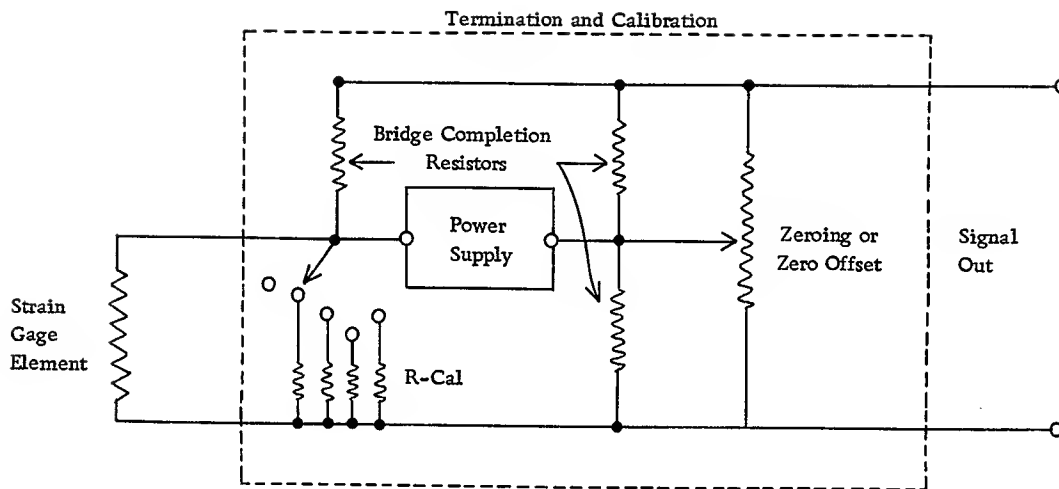 Termination and Calibration
Bridge Completion
Resistors
Power
Supply
Zeroing or
Zero Offset
Signal
Out
Strain
Gage
Element
R-Cal